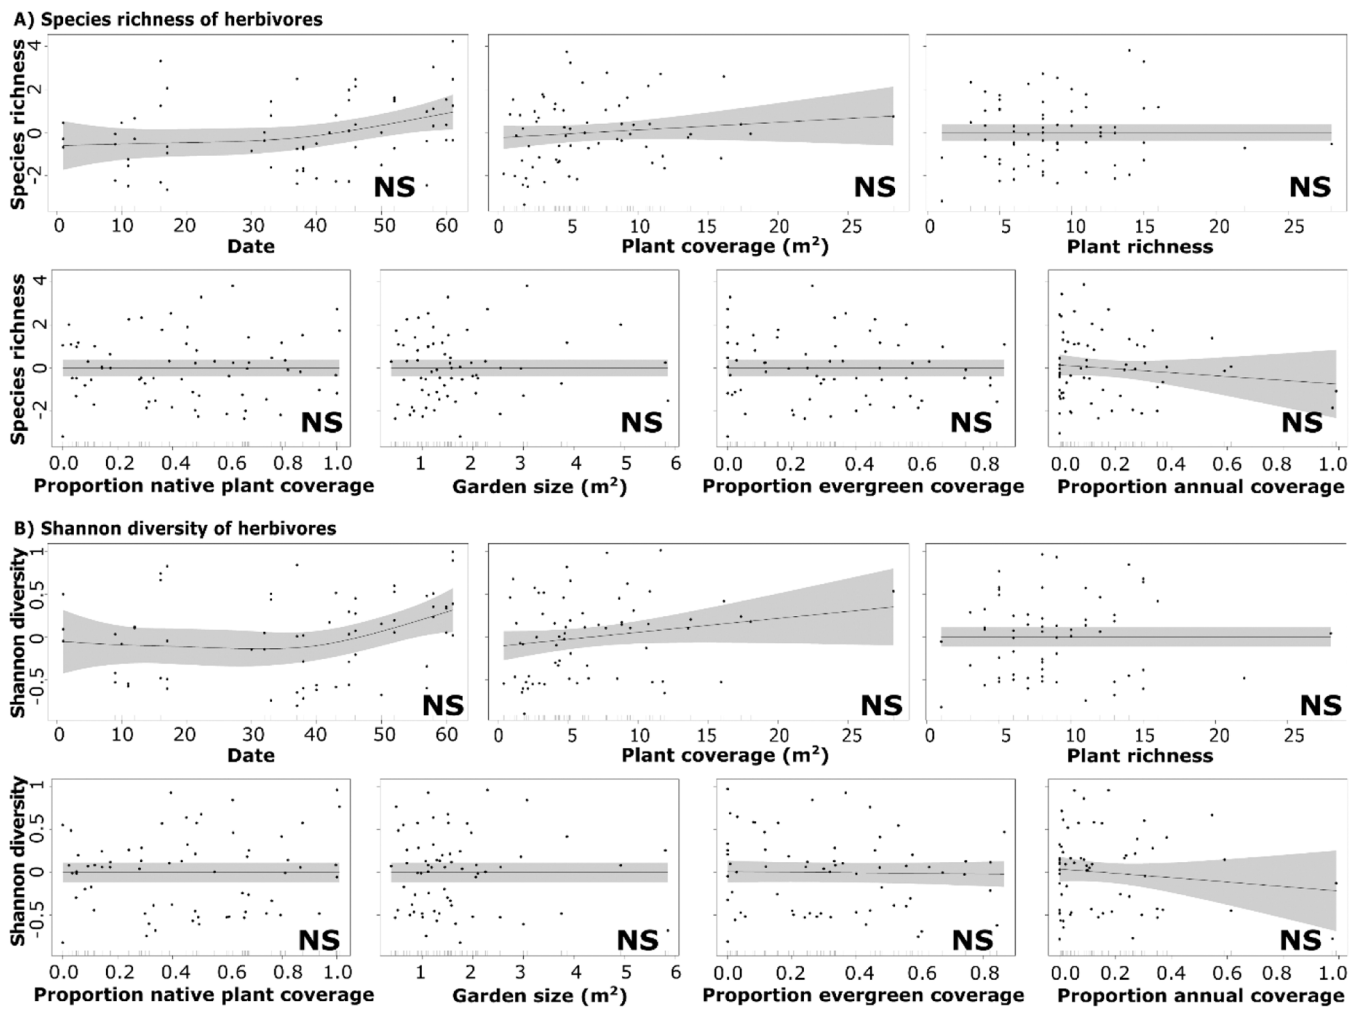 A) Species richness of herbivores
Species richness
-2 0 2 4
NS
0 10 20 30 40 50 60
Date
NS
0 5 10 15 20 25
Plant coverage (m²)
NS
0 5 10 15 20 25
Plant richness
Species richness
-2 0 2 4
NS
0.0 0.2 0.4 0.6 0.8 1.0
Proportion native plant coverage
NS
1 2 3 4 5 6
Garden size (m²)
NS
0.0 0.2 0.4 0.6 0.8
Proportion evergreen coverage
NS
0.0 0.2 0.4 0.6 0.8 1.0
Proportion annual coverage
B) Shannon diversity of herbivores
Shannon diversity
-0.5 0 0.5 1
NS
0 10 20 30 40 50 60
Date
NS
0 5 10 15 20 25
Plant coverage (m²)
NS
0 5 10 15 20 25
Plant richness
Shannon diversity
-0.5 0 0.5 1
NS
0.0 0.2 0.4 0.6 0.8 1.0
Proportion native plant coverage
NS
1 2 3 4 5 6
Garden size (m²)
NS
0.0 0.2 0.4 0.6 0.8
Proportion evergreen coverage
NS
0.0 0.2 0.4 0.6 0.8 1.0
Proportion annual coverage